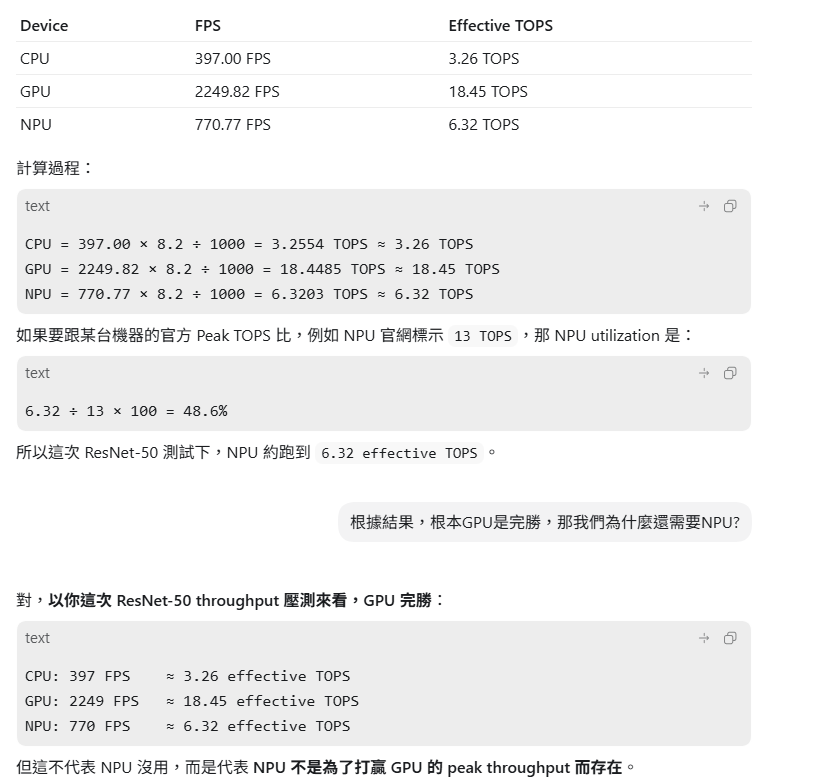 Device FPS Effective TOPS
CPU 397.00 FPS 3.26 TOPS
GPU 2249.82 FPS 18.45 TOPS
NPU 770.77 FPS 6.32 TOPS
計算過程：
text
CPU = 397.00 × 8.2 ÷ 1000 = 3.2554 TOPS ≈ 3.26 TOPS
GPU = 2249.82 × 8.2 ÷ 1000 = 18.4485 TOPS ≈ 18.45 TOPS
NPU = 770.77 × 8.2 ÷ 1000 = 6.3203 TOPS ≈ 6.32 TOPS
如果要跟某台機器的官方 Peak TOPS 比，例如 NPU 官網標示 13 TOPS ，那 NPU utilization 是：
text
6.32 ÷ 13 × 100 = 48.6%
所以這次 ResNet-50 測試下，NPU 約跑到 6.32 effective TOPS 。
根據結果，根本GPU是完勝，那我們為什麼還需要NPU?
對，以你這次 ResNet-50 throughput 壓測來看，GPU 完勝：
text
CPU: 397 FPS ≈ 3.26 effective TOPS
GPU: 2249 FPS ≈ 18.45 effective TOPS
NPU: 770 FPS ≈ 6.32 effective TOPS
但這不代表 NPU 沒用，而是代表 NPU 不是為了打贏 GPU 的 peak throughput 而存在。